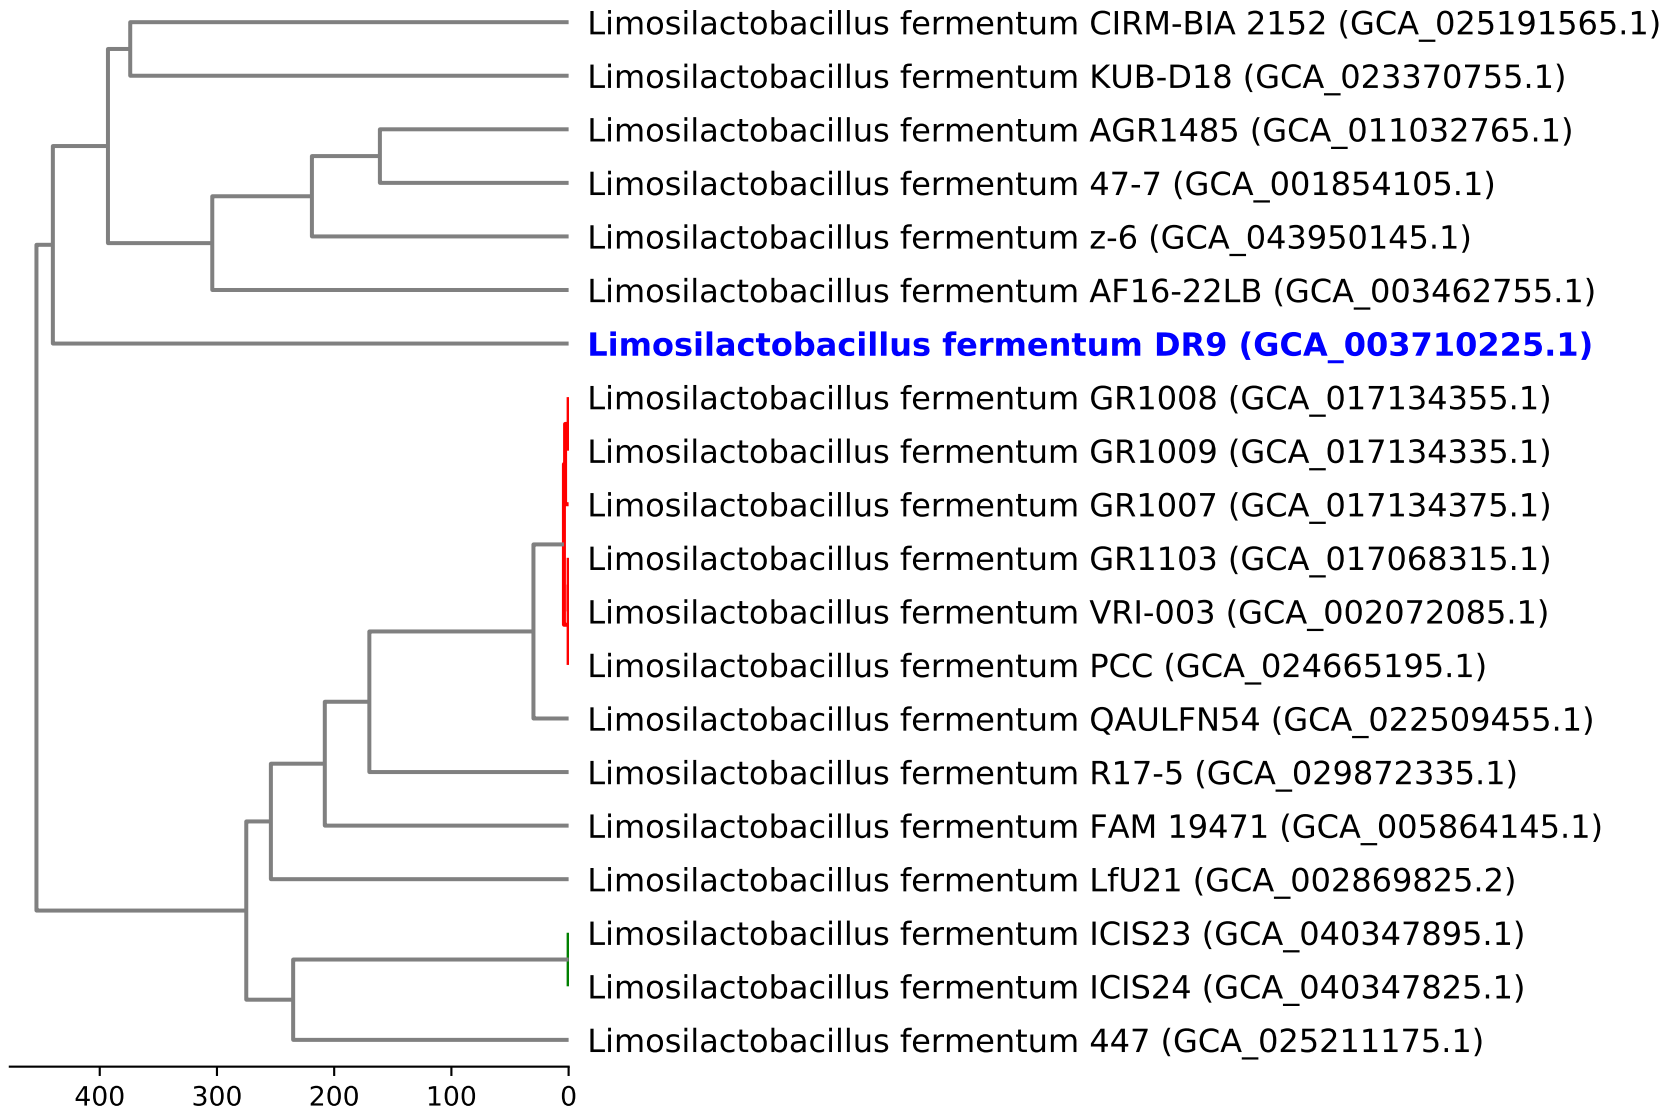 Limosilactobacillus fermentum CIRM-BIA 2152 (GCA_025191565.1)
Limosilactobacillus fermentum KUB-D18 (GCA_023370755.1)
Limosilactobacillus fermentum AGR1485 (GCA_011032765.1)
Limosilactobacillus fermentum 47-7 (GCA_001854105.1)
Limosilactobacillus fermentum z-6 (GCA_043950145.1)
Limosilactobacillus fermentum AF16-22LB (GCA_003462755.1)
Limosilactobacillus fermentum DR9 (GCA_003710225.1)
Limosilactobacillus fermentum GR1008 (GCA_017134355.1)
Limosilactobacillus fermentum GR1009 (GCA_017134335.1)
Limosilactobacillus fermentum GR1007 (GCA_017134375.1)
Limosilactobacillus fermentum GR1103 (GCA_017068315.1)
Limosilactobacillus fermentum VRI-003 (GCA_002072085.1)
Limosilactobacillus fermentum PCC (GCA_024665195.1)
Limosilactobacillus fermentum QAULFN54 (GCA_022509455.1)
Limosilactobacillus fermentum R17-5 (GCA_029872335.1)
Limosilactobacillus fermentum FAM 19471 (GCA_005864145.1)
Limosilactobacillus fermentum LfU21 (GCA_002869825.2)
Limosilactobacillus fermentum ICIS23 (GCA_040347895.1)
Limosilactobacillus fermentum ICIS24 (GCA_040347825.1)
Limosilactobacillus fermentum 447 (GCA_025211175.1)
400 300 200 100 0